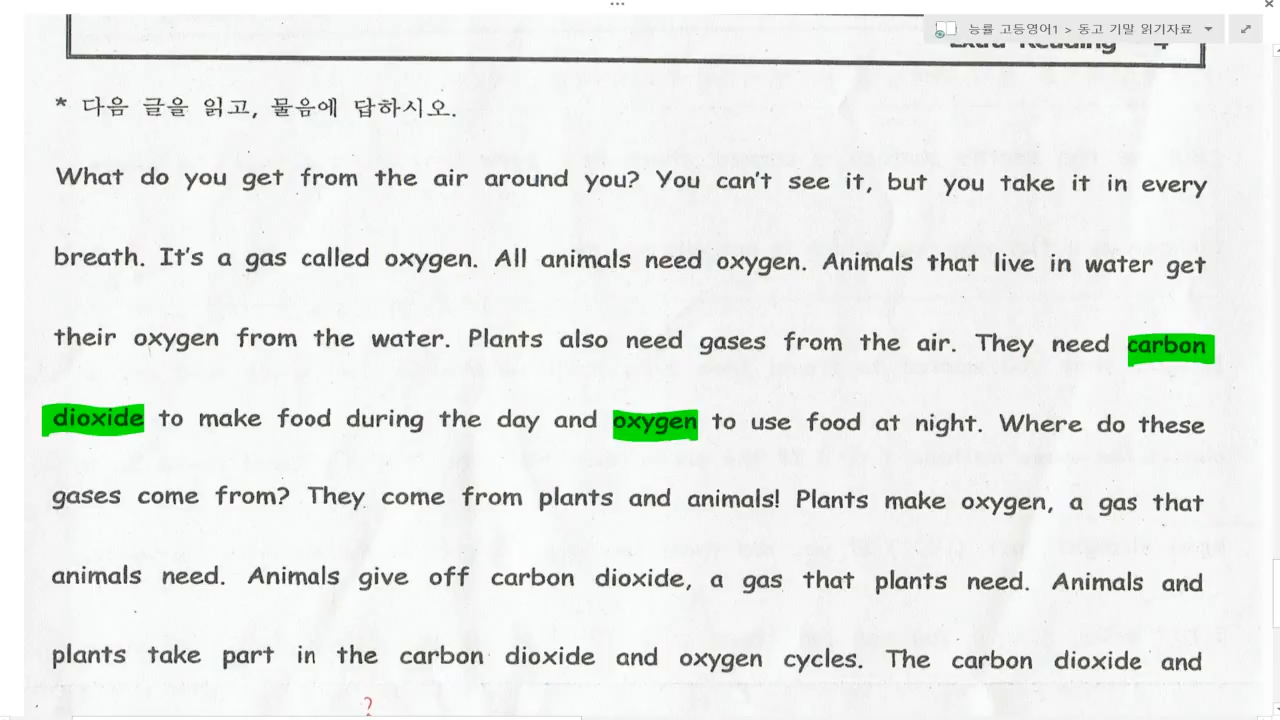 능률 고등영어1 > 동고 기말 읽기자료
Extra Reading - 4
* 다음 글을 읽고, 물음에 답하시오.
What do you get from the air around you? You can't see it, but you take it in every
breath. It's a gas called oxygen. All animals need oxygen. Animals that live in water get
their oxygen from the water. Plants also need gases from the air. They need carbon
dioxide to make food during the day and oxygen to use food at night. Where do these
gases come from? They come from plants and animals! Plants make oxygen, a gas that
animals need. Animals give off carbon dioxide, a gas that plants need. Animals and
plants take part in the carbon dioxide and oxygen cycles. The carbon dioxide and
?